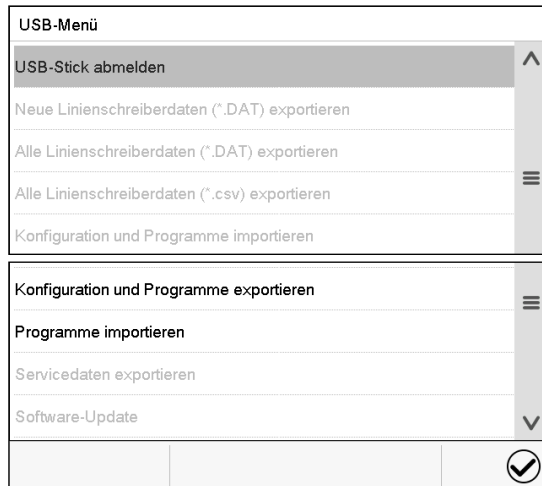 USB-Menü
USB-Stick abmelden
Neue Linienschreiberdaten (*.DAT) exportieren
Alle Linienschreiberdaten (*.DAT) exportieren
Alle Linienschreiberdaten (*.csv) exportieren
Konfiguration und Programme importieren
Konfiguration und Programme exportieren
Programme importieren
Servicedaten exportieren
Software-Update